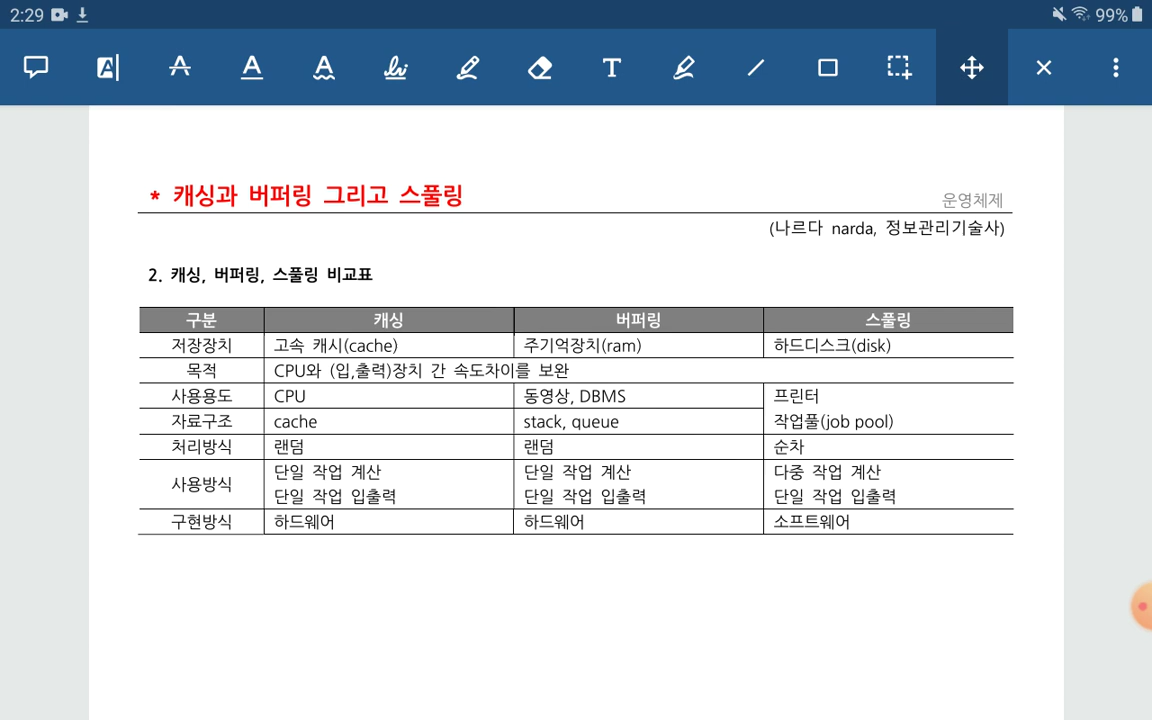 2:29
99%
* 캐싱과 버퍼링 그리고 스풀링
운영체제
(나르다 narda, 정보관리기술사)
2. 캐싱, 버퍼링, 스풀링 비교표
구분 캐싱 버퍼링 스풀링
저장장치 고속 캐시(cache) 주기억장치(ram) 하드디스크(disk)
목적 CPU와 (입,출력)장치 간 속도차이를 보완
사용용도 CPU 동영상, DBMS 프린터
자료구조 cache stack, queue 작업풀(job pool)
처리방식 랜덤 랜덤 순차
사용방식 단일 작업 계산 단일 작업 계산 다중 작업 계산
단일 작업 입출력 단일 작업 입출력 단일 작업 입출력
구현방식 하드웨어 하드웨어 소프트웨어